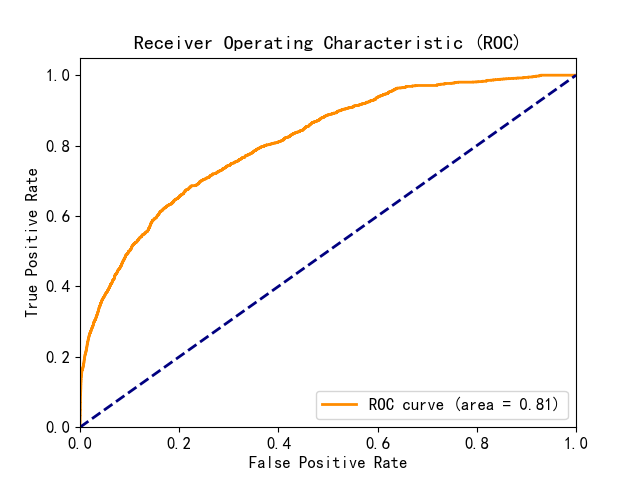 Receiver Operating Characteristic (ROC)
True Positive Rate
1.0
0.8
0.6
0.4
0.2
0.0
ROC curve (area = 0.81)
0.0 0.2 0.4 0.6 0.8 1.0
False Positive Rate